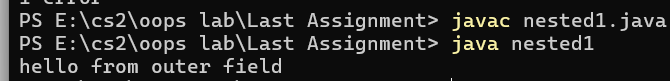 1 error
PS E:\cs2\oops lab\Last Assignment> javac nested1.java
PS E:\cs2\oops lab\Last Assignment> java nested1
hello from outer field